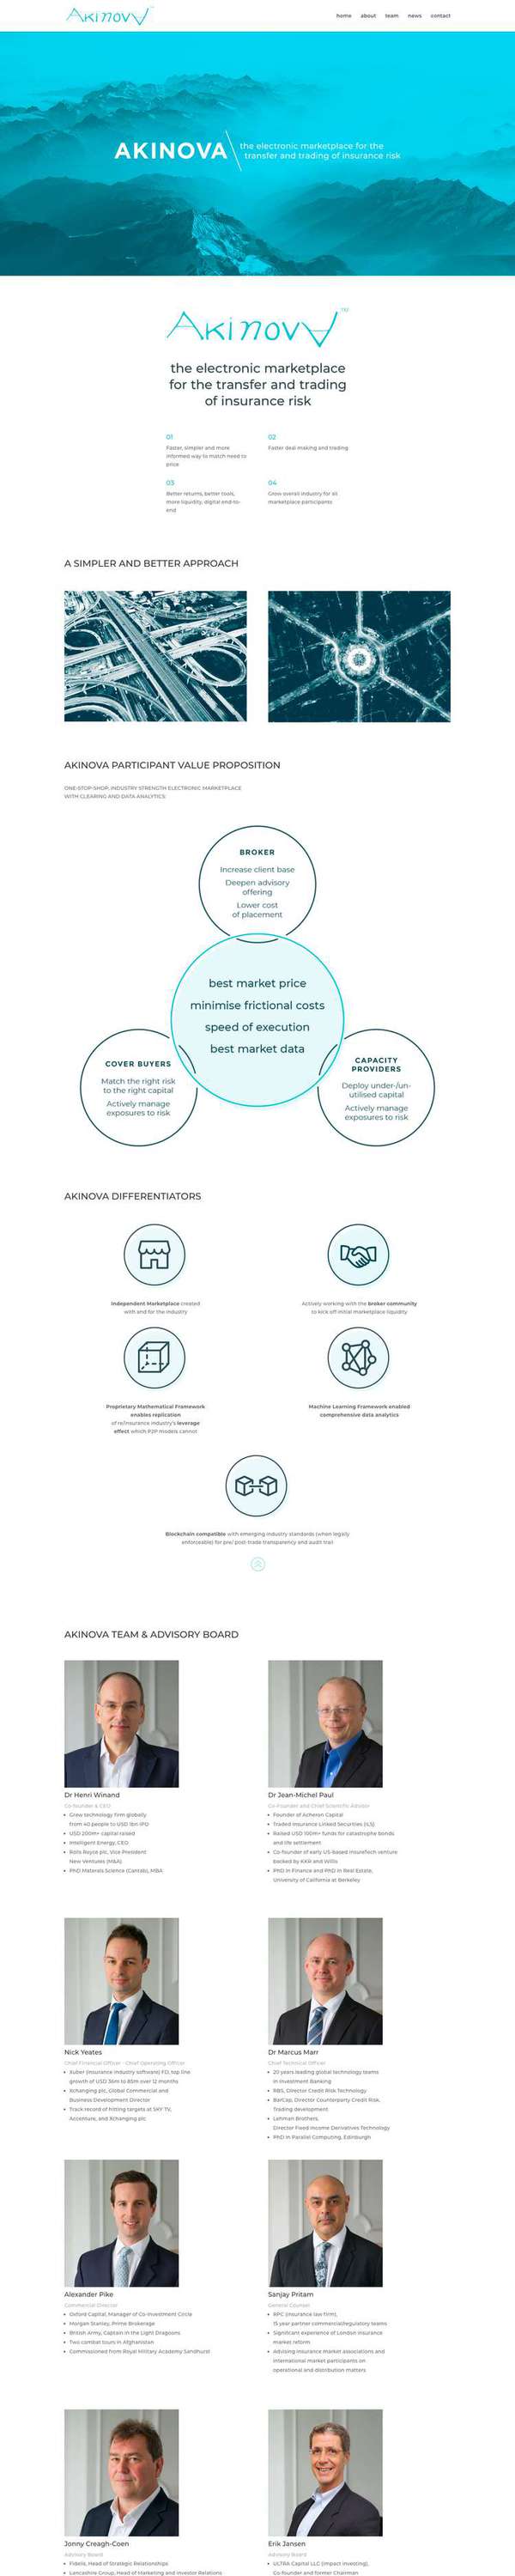 AkinovA
home about team news contact
AKINOVA
the electronic marketplace for the
transfer and trading of insurance risk
AkinovA™
the electronic marketplace
for the transfer and trading
of insurance risk
01
Faster, simpler and more
informed way to match need to
price
02
Faster deal-making and trading
03
Better returns, better tools,
more liquidity, digital end-to-
end
04
Grow overall industry for all
marketplace participants
A SIMPLER AND BETTER APPROACH
AKINOVA PARTICIPANT VALUE PROPOSITION
ONE-STOP-SHOP: INDUSTRY STRENGTH ELECTRONIC MARKETPLACE
WITH CLEARING AND DATA ANALYTICS
BROKER
Increase client base
Deepen advisory
offering
Lower cost
of placement
best market price
minimise frictional costs
speed of execution
best market data
COVER BUYERS
Match the right risk
to the right capital
Actively manage
exposures to risk
CAPACITY
PROVIDERS
Deploy under-/un-
utilised capital
Actively manage
exposures to risk
AKINOVA DIFFERENTIATORS
Independent Marketplace created
with and for the industry
Actively working with the broker community
to kick off initial marketplace liquidity
Proprietary Mathematical Framework
enables replication
of re/insurance industry's leverage
effect which P2P models cannot
Machine Learning Framework enabled
comprehensive data analytics
Blockchain compatible with emerging industry standards (when legally
enforceable) for pre/ post-trade transparency and audit trail
AKINOVA TEAM & ADVISORY BOARD
Dr Henri Winand
Co-founder & CEO
Grew technology firm globally
from 40 people to USD 1bn IPO
USD 200m+ capital raised
Intelligent Energy, CEO
Rolls Royce plc, Vice President
New Ventures (M&A)
PhD Materials Science (Cantab), MBA
Dr Jean-Michel Paul
Co-Founder and Chief Scientific Advisor
Founder of Acheron Capital
Traded Insurance Linked Securities (ILS)
Raised USD 100m+ funds for catastrophe bonds
and life settlement
Co-founder of early US-based InsureTech venture
backed by KKR and Willis
PhD in Finance and PhD in Real Estate,
University of California at Berkeley
Nick Yeates
Chief Financial Officer - Chief Operating Officer
Xuber (insurance industry software) FD, top line
growth of USD 36m to 85m over 12 months
Xchanging plc, Global Commercial and
Business Development Director
Track record of hitting targets at SKY TV,
Accenture, and Xchanging plc
Dr Marcus Marr
Chief Technical Officer
20 years leading global technology teams
in Investment Banking
RBS, Director Credit Risk Technology
BarCap, Director Counterparty Credit Risk,
Trading development
Lehman Brothers,
Director Fixed Income Derivatives Technology
PhD in Parallel Computing, Edinburgh
Alexander Pike
Commercial Director
Oxford Capital, Manager of Co-Investment Circle
Morgan Stanley, Prime Brokerage
British Army, Captain in the Light Dragoons
Two combat tours in Afghanistan
Commissioned from Royal Military Academy Sandhurst
Sanjay Pritam
General Counsel
RPC (insurance law firm),
15 year partner commercial/regulatory teams
Significant experience of London insurance
market reform
Advising insurance market associations and
international market participants on
operational and distribution matters
Jonny Creagh-Coen
Advisory Board
Fidelis, Head of Strategic Relationships
Lancashire Group, Head of Marketing and Investor Relations
Erik Jansen
Advisory Board
ULTRA Capital LLC (impact investing),
Co-founder and former Chairman